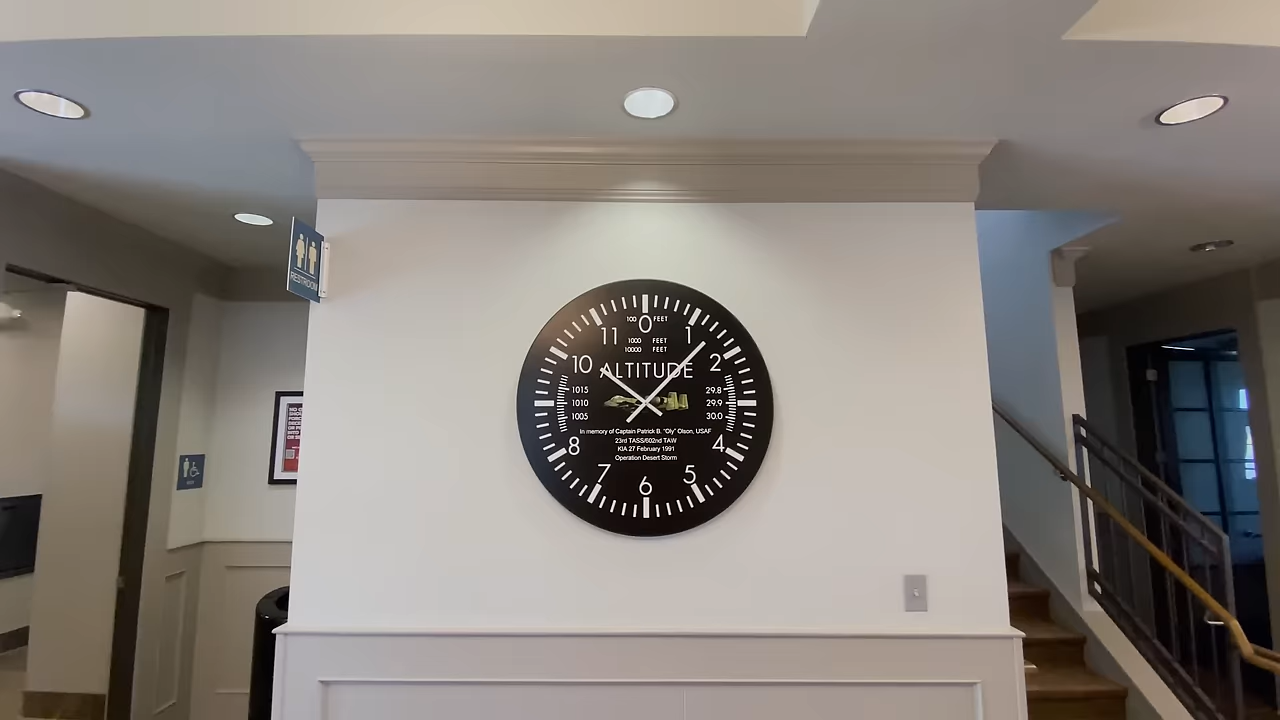 RESTROOM
100 0 FEET
11 1000 FEET 1
10000 FEET
10 ALTITUDE 2
1015 29.8
1010 29.9
1005 30.0
In memory of Captain Patrick B. "Oly" Olson, USAF
8 23rd TASS/602nd TAW 4
KIA 27 February 1991
Operation Desert Storm
7 5
6